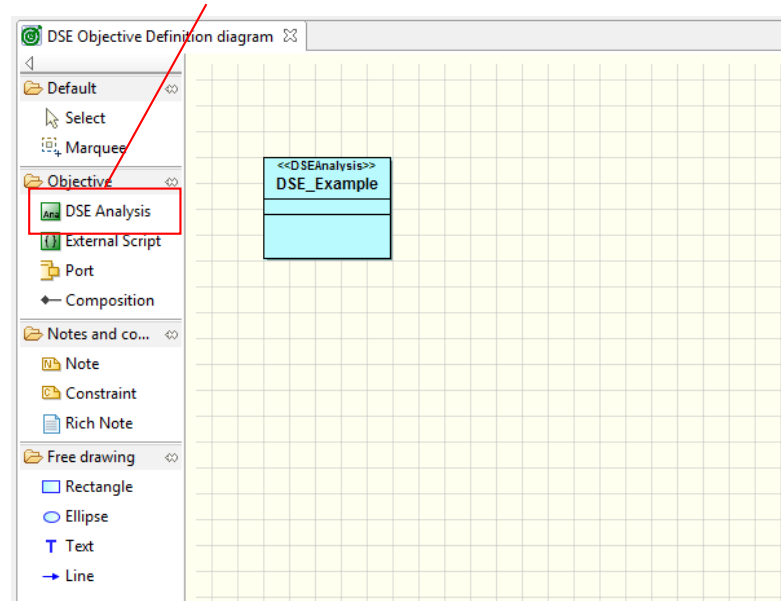 DSE Objective Definition diagram
Default
Select
Marquee
Objective
DSE Analysis
External Script
Port
Composition
Notes and co...
Note
Constraint
Rich Note
Free drawing
Rectangle
Ellipse
T Text
Line
<<DSEAnalysis>>
DSE_Example